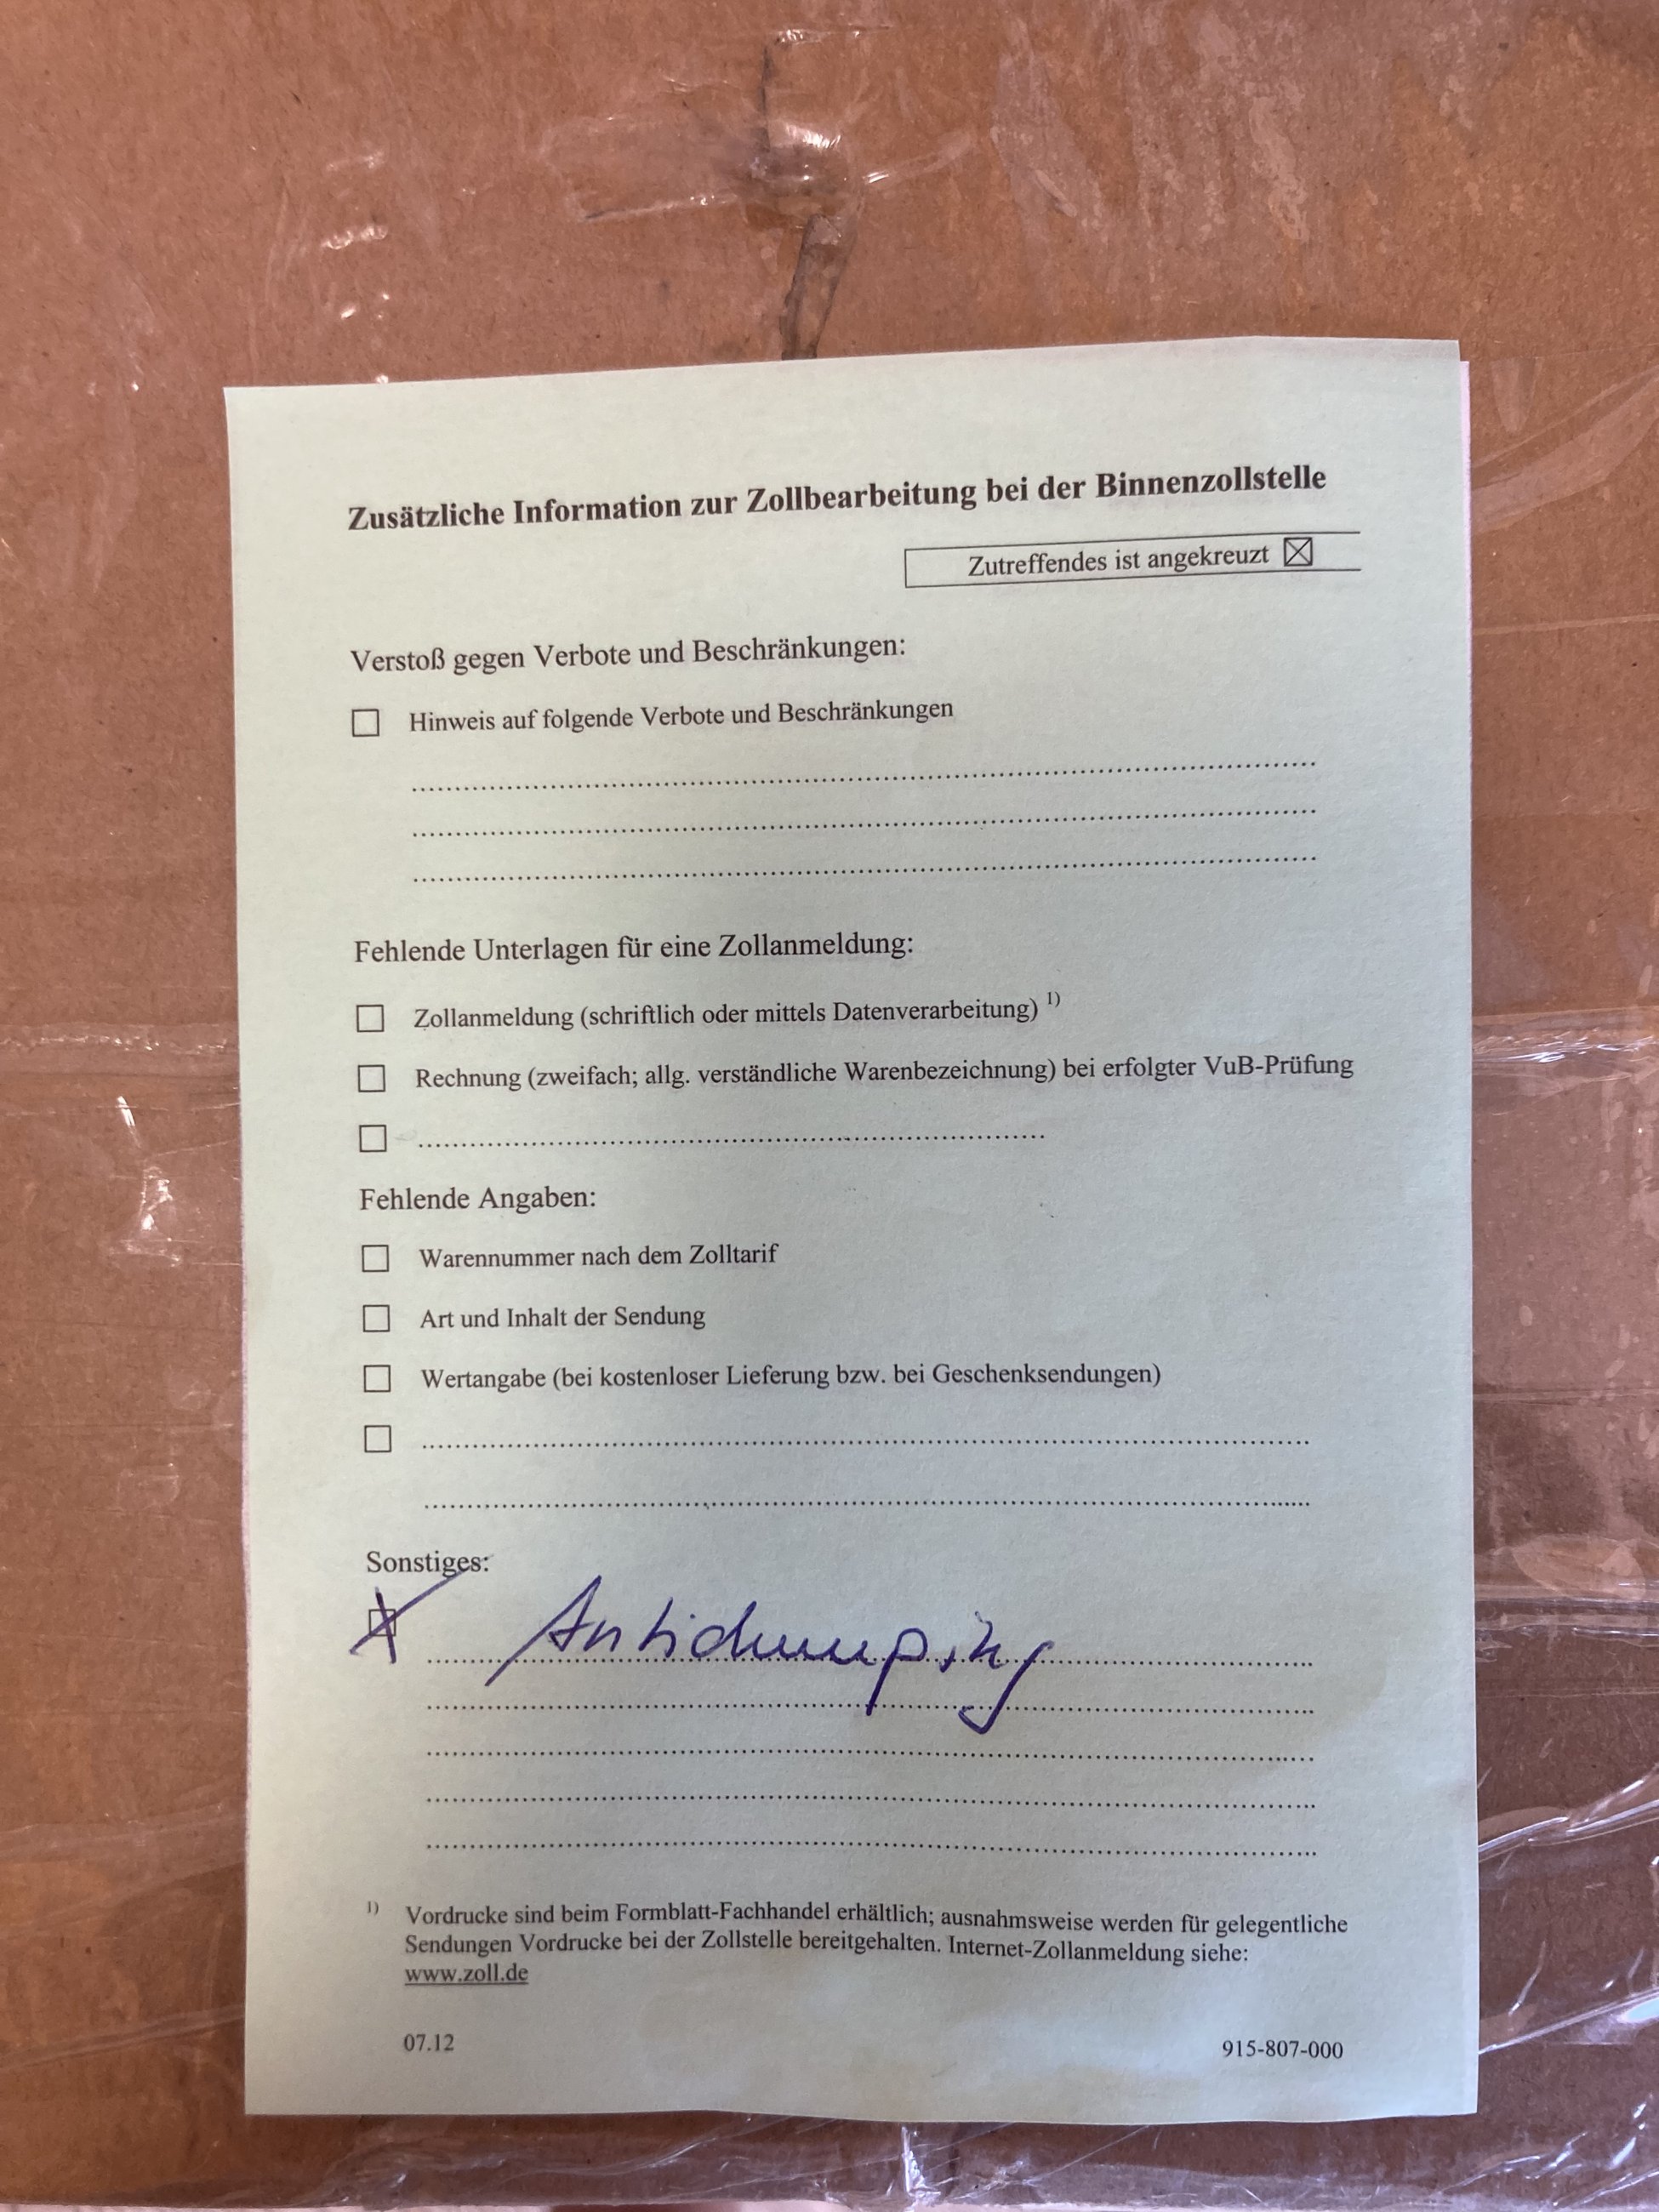 Zusätzliche Information zur Zollbearbeitung bei der Binnenzollstelle
Zutreffendes ist angekreuzt ☒
Verstoß gegen Verbote und Beschränkungen:
☐ Hinweis auf folgende Verbote und Beschränkungen
Fehlende Unterlagen für eine Zollanmeldung:
☐ Zollanmeldung (schriftlich oder mittels Datenverarbeitung) 1)
☐ Rechnung (zweifach; allg. verständliche Warenbezeichnung) bei erfolgter VuB-Prüfung
☐
Fehlende Angaben:
☐ Warennummer nach dem Zolltarif
☐ Art und Inhalt der Sendung
☐ Wertangabe (bei kostenloser Lieferung bzw. bei Geschenksendungen)
☐
Sonstiges:
☒ Antidumping
1) Vordrucke sind beim Formblatt-Fachhandel erhältlich; ausnahmsweise werden für gelegentliche
Sendungen Vordrucke bei der Zollstelle bereitgehalten. Internet-Zollanmeldung siehe:
www.zoll.de
07.12 915-807-000